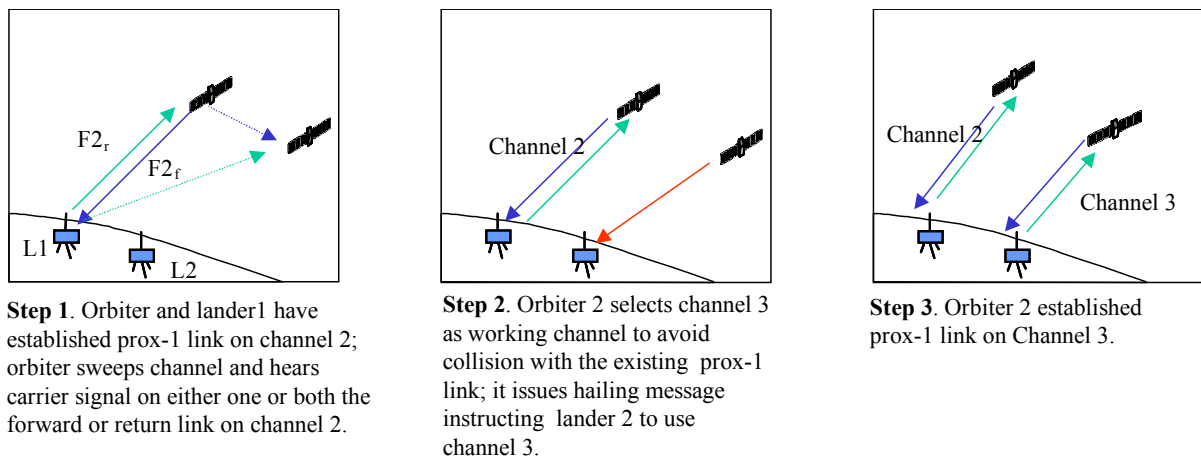 F2r
F2f
L1
L2
Step 1. Orbiter and lander1 have
established prox-1 link on channel 2;
orbiter sweeps channel and hears
carrier signal on either one or both the
forward or return link on channel 2.
Channel 2
Step 2. Orbiter 2 selects channel 3
as working channel to avoid
collision with the existing prox-1
link; it issues hailing message
instructing lander 2 to use
channel 3.
Channel 2
Channel 3
Step 3. Orbiter 2 established
prox-1 link on Channel 3.